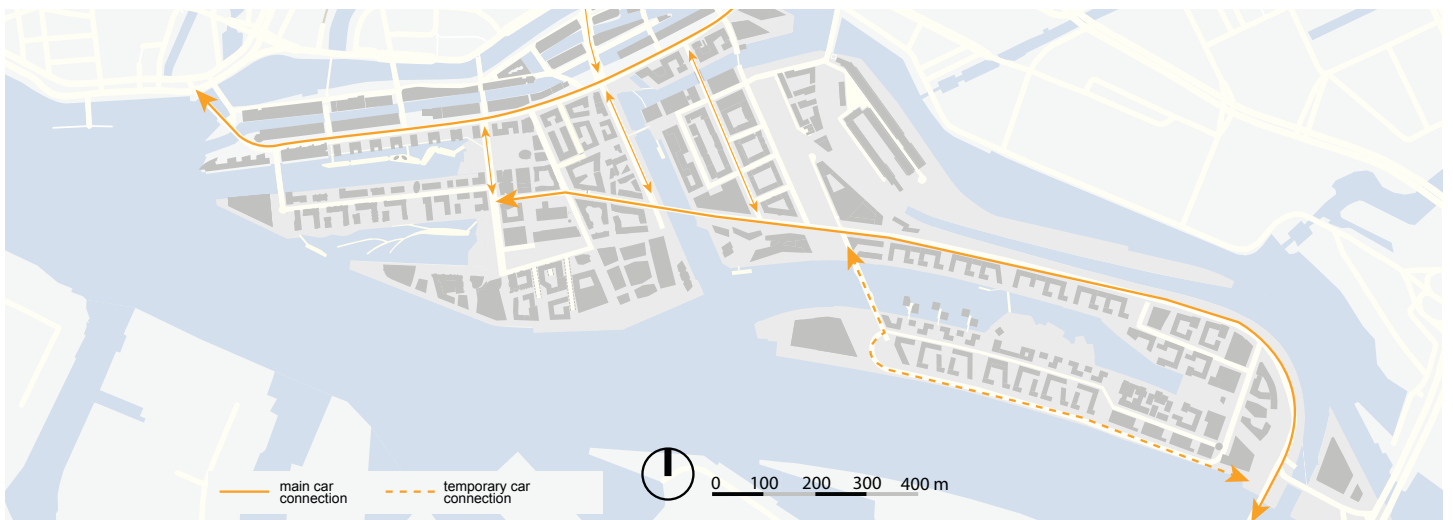 main car
connection
temporary car
connection
0 100 200 300 400 m